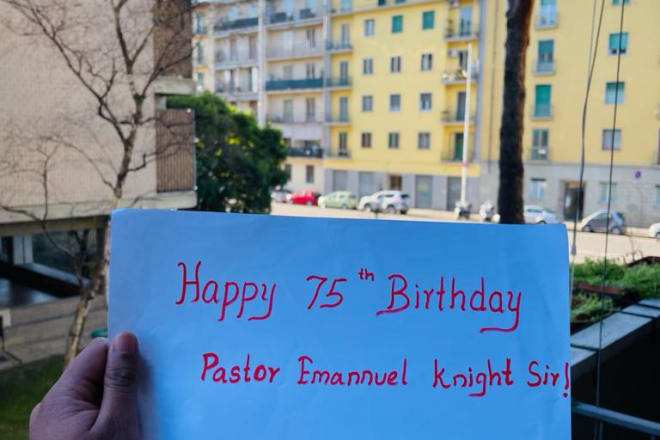 Happy 75th Birthday
Pastor Emannuel Knight Sir!